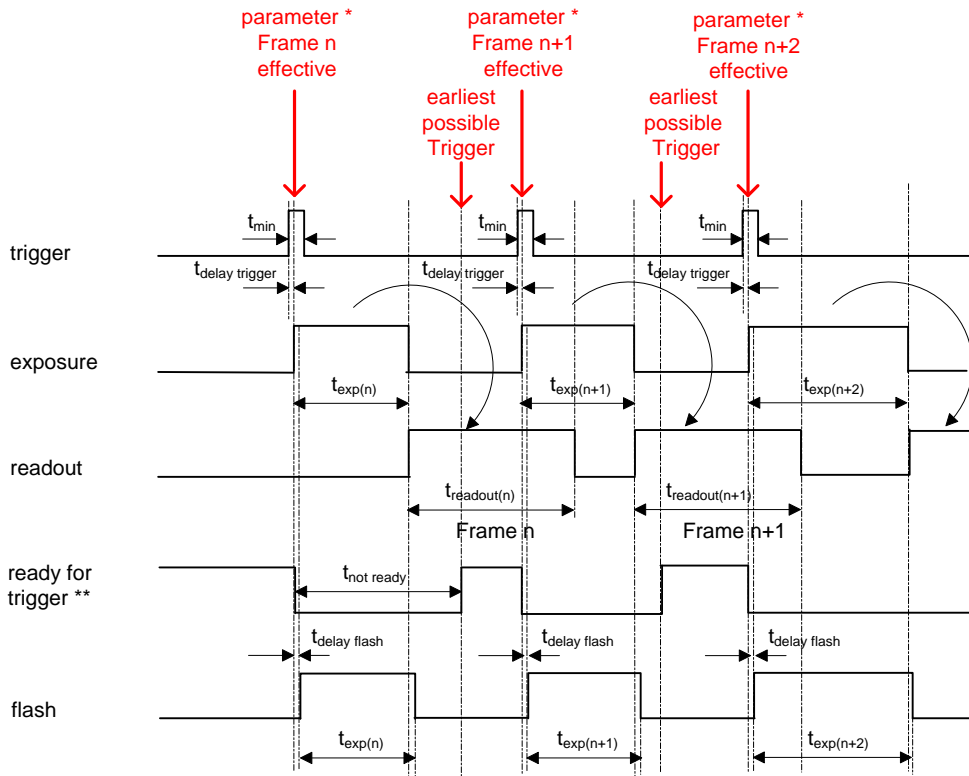 parameter *
Frame n
effective
parameter *
Frame n+1
effective
parameter *
Frame n+2
effective
earliest
possible
Trigger
earliest
possible
Trigger
trigger
tmin
tmin
tmin
tdelay trigger
tdelay trigger
tdelay trigger
exposure
texp(n)
texp(n+1)
texp(n+2)
readout
treadout(n)
treadout(n+1)
Frame n
Frame n+1
ready for
trigger **
tnot ready
tdelay flash
tdelay flash
tdelay flash
flash
texp(n)
texp(n+1)
texp(n+2)